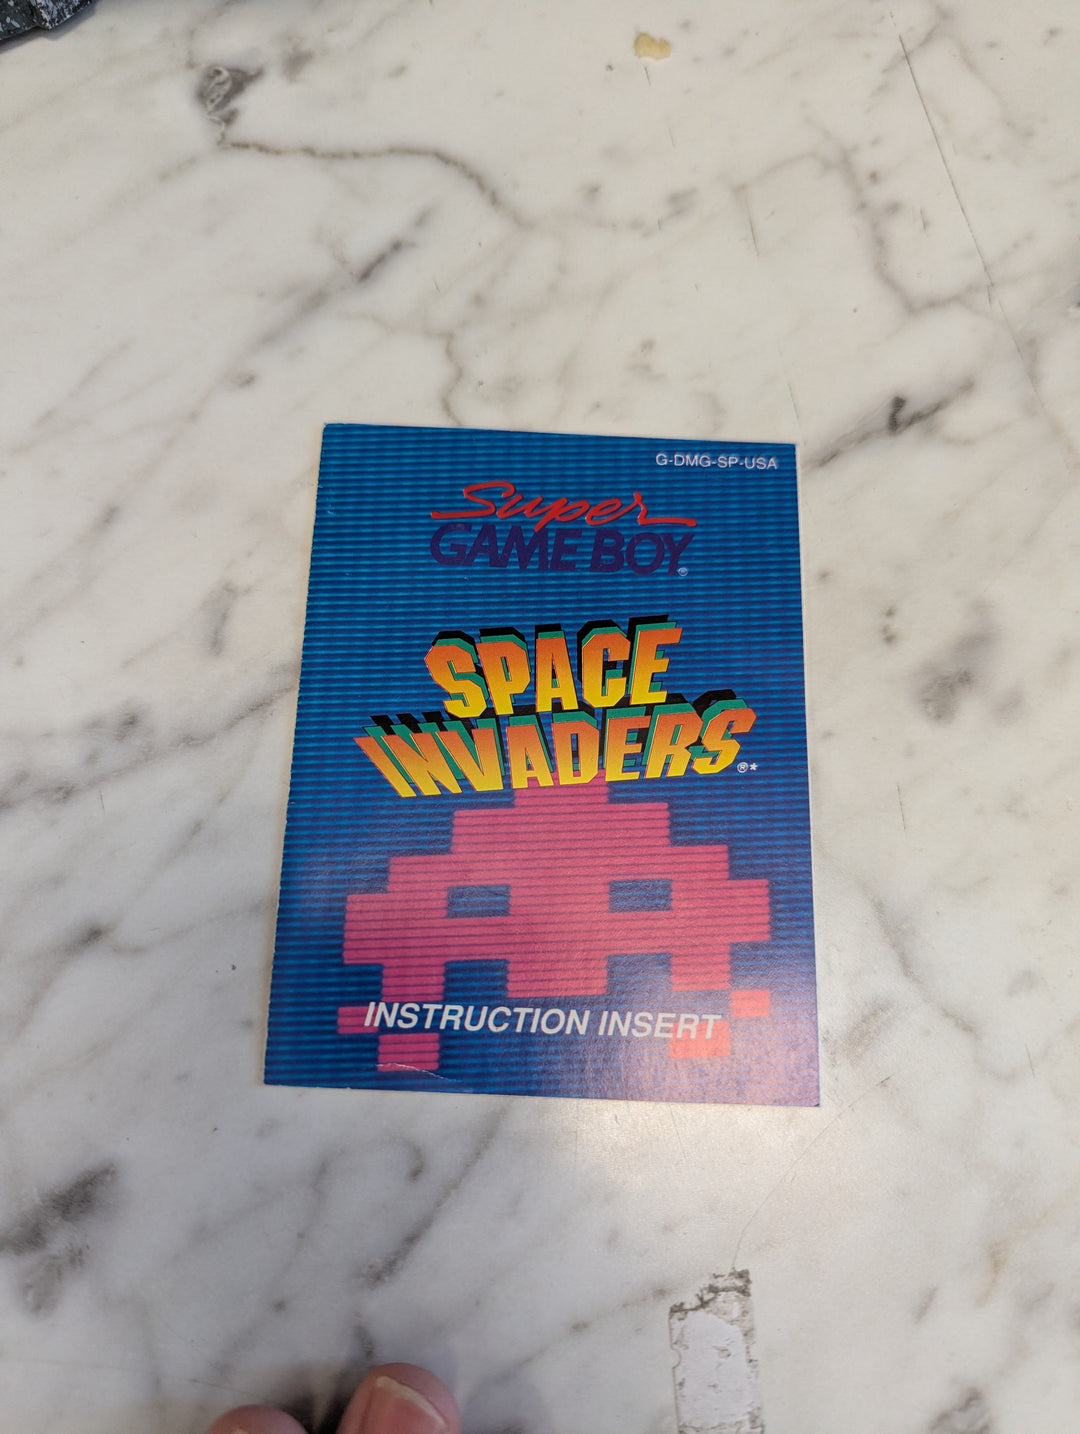 G-DMG-SP-USA
Super
GAME BOY®
SPACE
INVADERS®*
INSTRUCTION INSERT